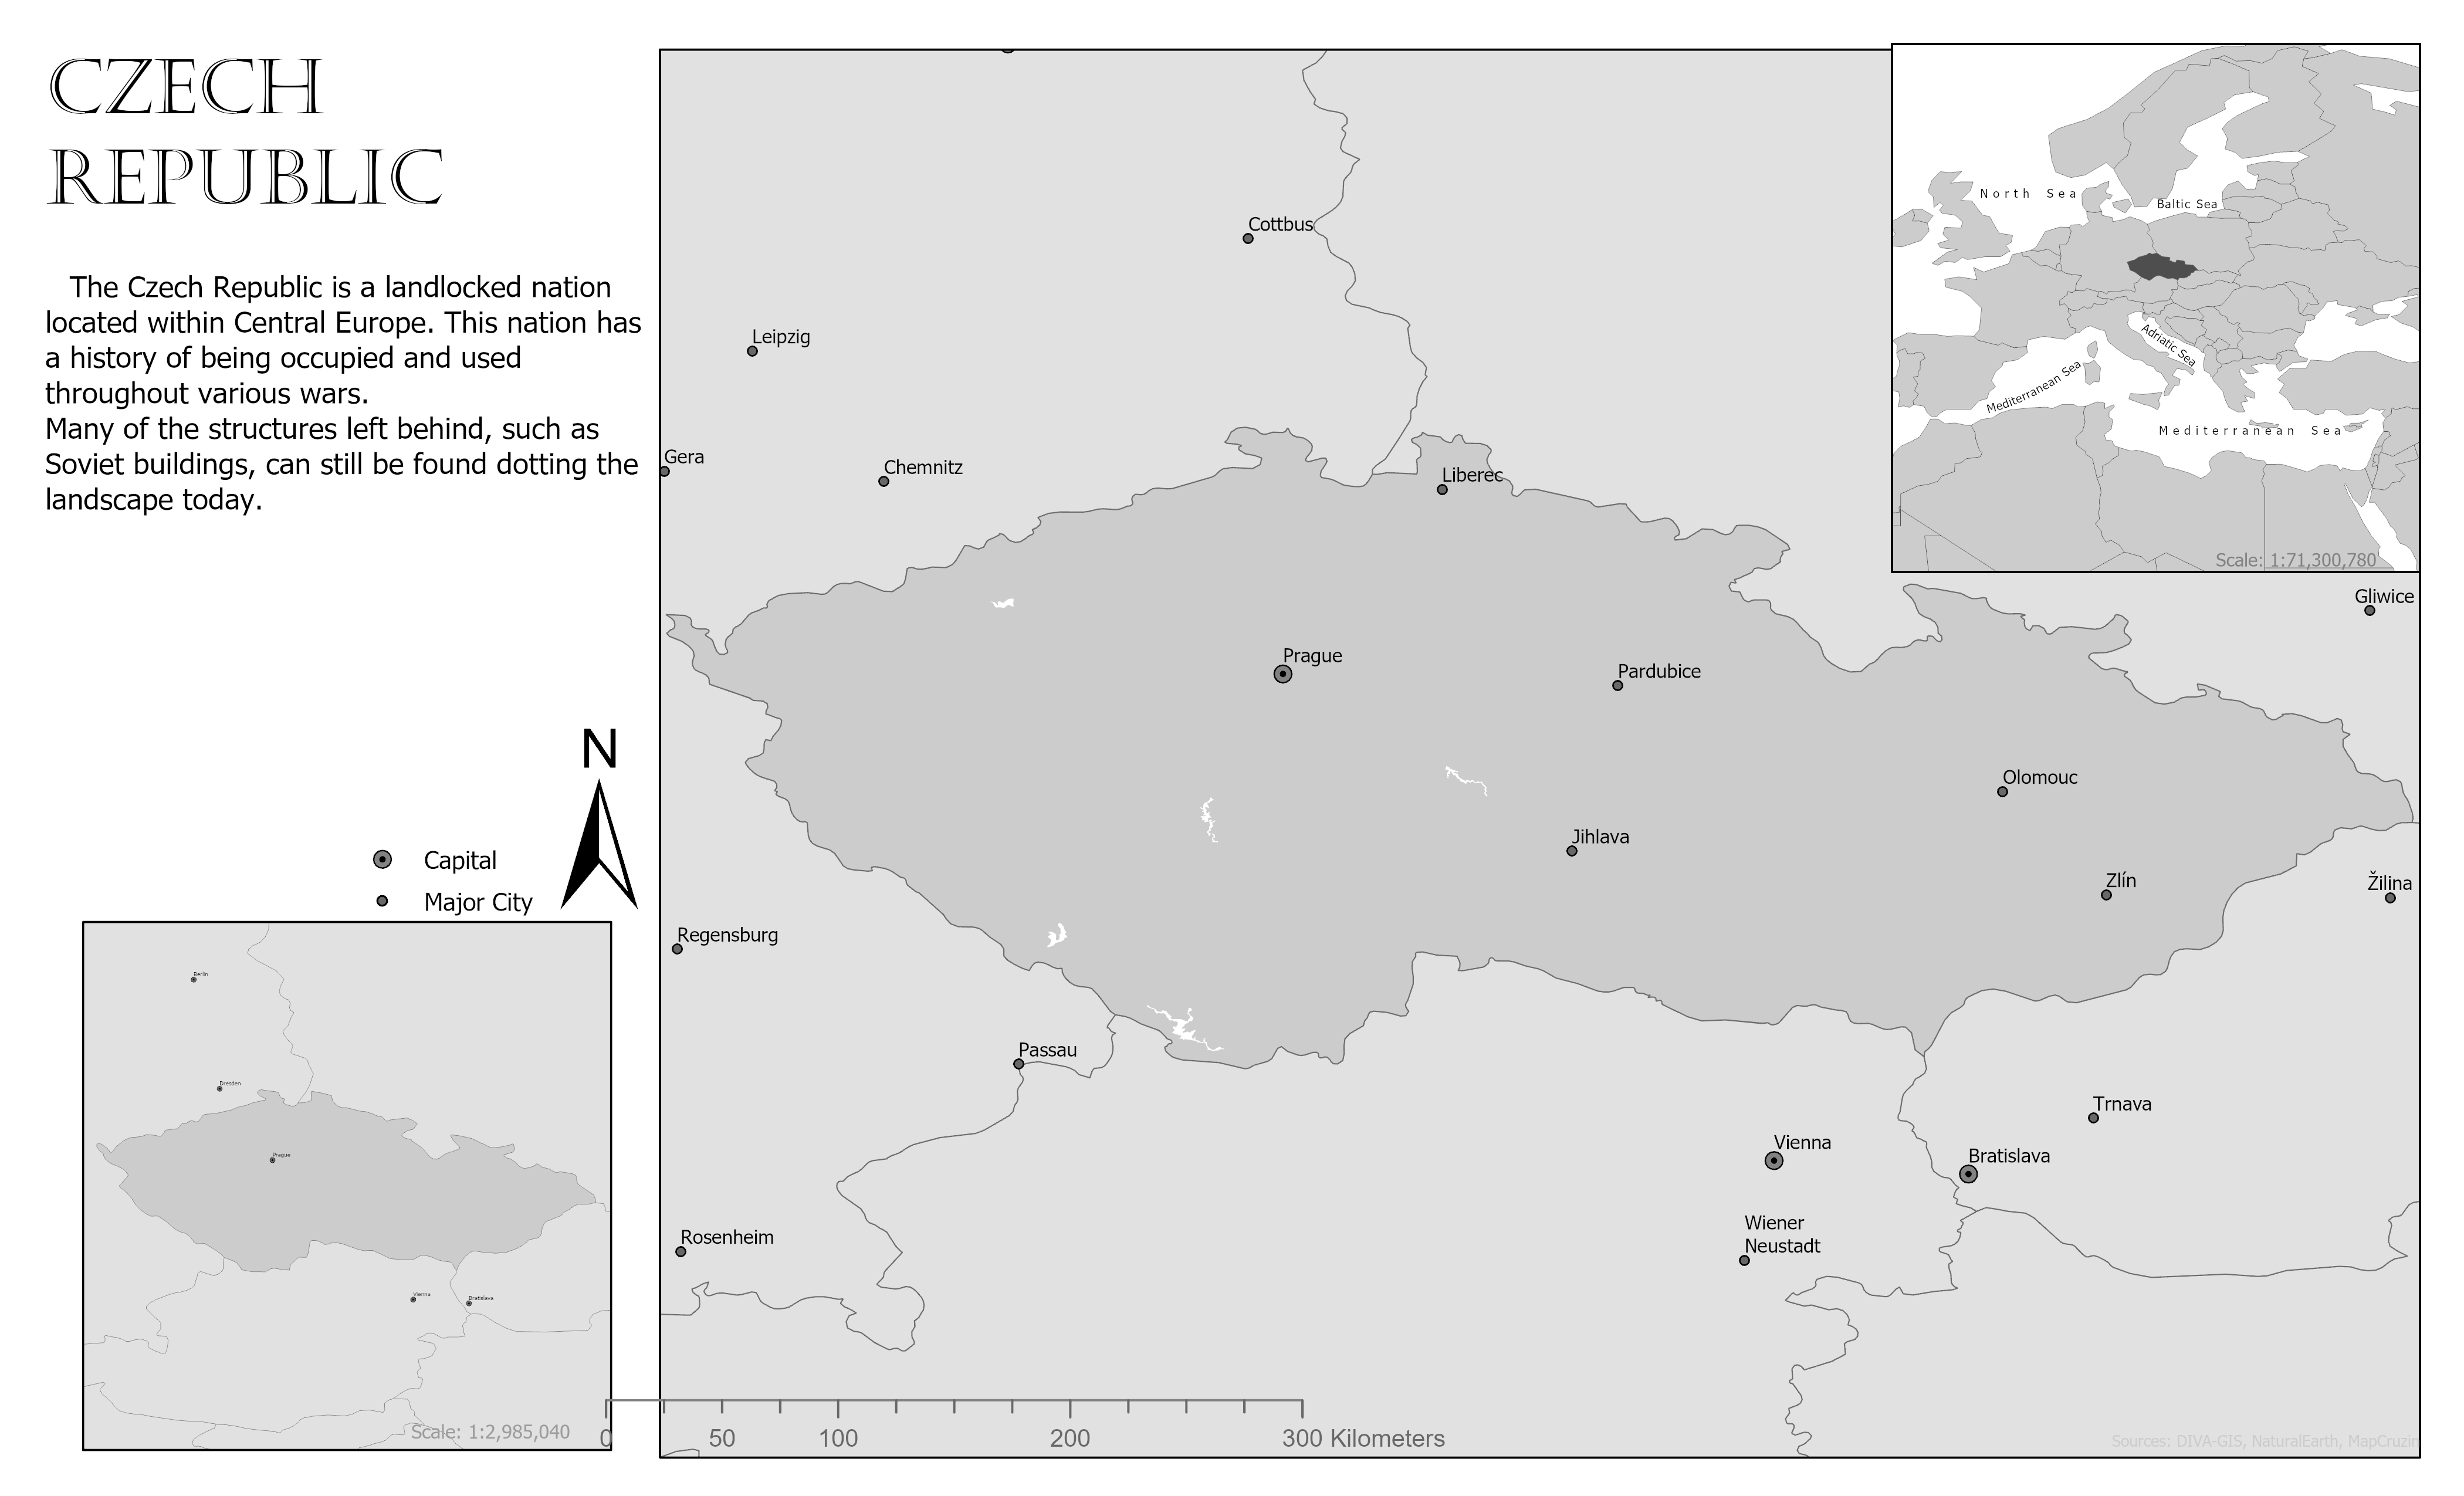 CZECH
REPUBLIC
The Czech Republic is a landlocked nation
located within Central Europe. This nation has
a history of being occupied and used
throughout various wars.
Many of the structures left behind, such as
Soviet buildings, can still be found dotting the
landscape today.
N
Capital
Major City
Berlin
Dresden
Prague
Vienna
Bratislava
Scale: 1:2,985,040
Cottbus
Leipzig
Gera
Chemnitz
Liberec
Gliwice
Prague
Pardubice
Olomouc
Jihlava
Zlín
Žilina
Regensburg
Passau
Trnava
Vienna
Bratislava
Wiener
Neustadt
Rosenheim
0 50 100 200 300 Kilometers
North Sea
Baltic Sea
Adriatic Sea
Mediterranean Sea
Mediterranean Sea
Scale: 1:71,300,780
Sources: DIVA-GIS, NaturalEarth, MapCruzin